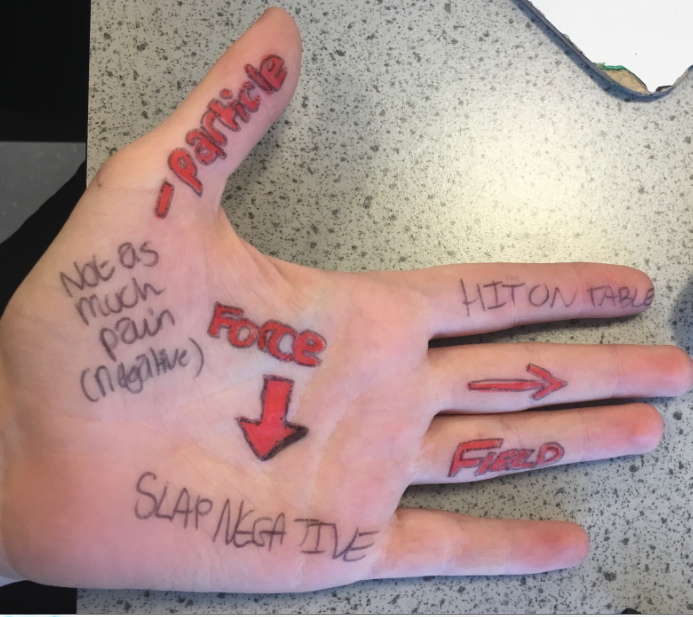 - particle
Not as
much
pain
(negative)
Force
HIT ON TABLE
FIELD
SLAP NEGATIVE